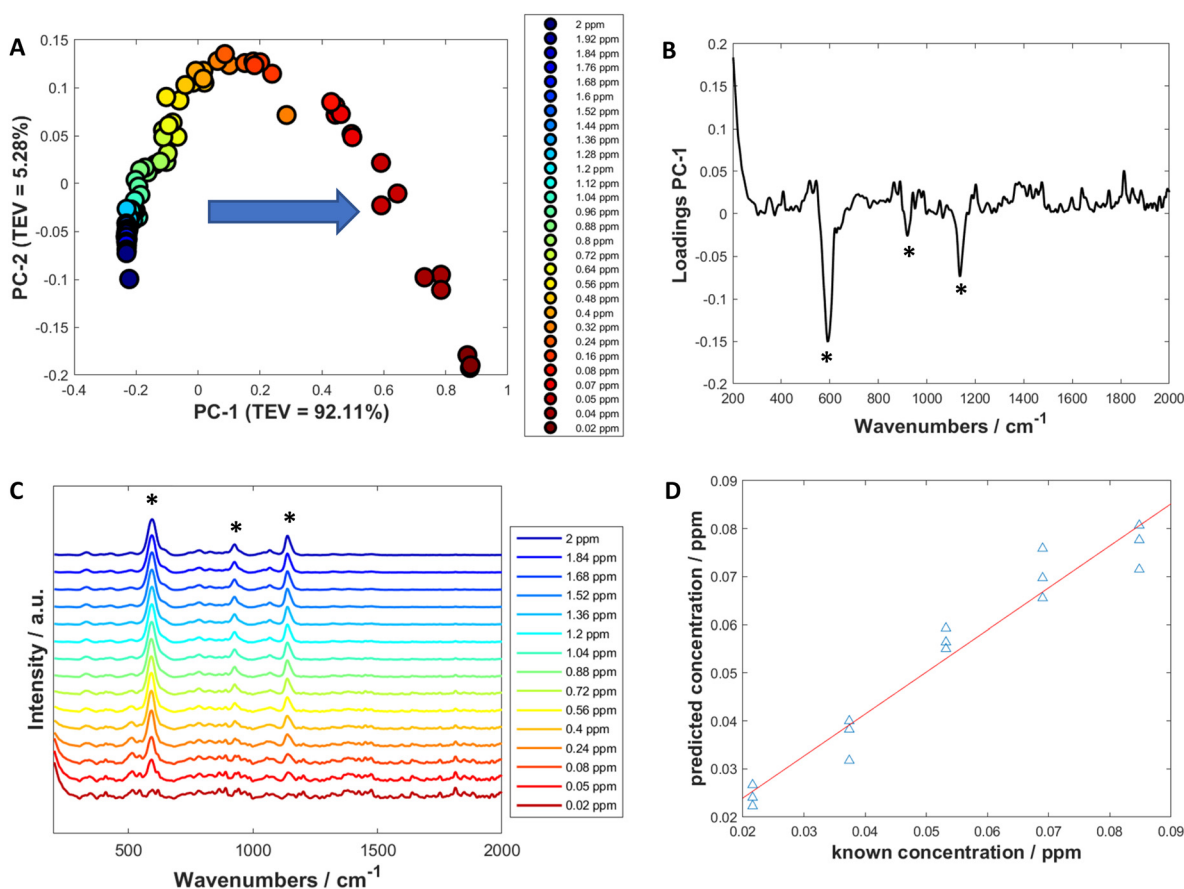 A
0.15
0.1
0.05
0
-0.05
-0.1
-0.15
-0.2
PC-2 (TEV = 5.28%)
-0.4
-0.2
0
0.2
0.4
0.6
0.8
1
PC-1 (TEV = 92.11%)
2 ppm
1.92 ppm
1.84 ppm
1.76 ppm
1.68 ppm
1.6 ppm
1.52 ppm
1.44 ppm
1.36 ppm
1.28 ppm
1.2 ppm
1.12 ppm
1.04 ppm
0.96 ppm
0.88 ppm
0.8 ppm
0.72 ppm
0.64 ppm
0.56 ppm
0.48 ppm
0.4 ppm
0.32 ppm
0.24 ppm
0.16 ppm
0.08 ppm
0.07 ppm
0.05 ppm
0.04 ppm
0.02 ppm
B
0.2
0.15
0.1
0.05
0
-0.05
-0.1
-0.15
-0.2
Loadings PC-1
*
*
*
200
400
600
800
1000
1200
1400
1600
1800
2000
Wavenumbers / cm-1
C
*
*
*
Intensity / a.u.
500
1000
1500
2000
Wavenumbers / cm-1
2 ppm
1.84 ppm
1.68 ppm
1.52 ppm
1.36 ppm
1.2 ppm
1.04 ppm
0.88 ppm
0.72 ppm
0.56 ppm
0.4 ppm
0.24 ppm
0.08 ppm
0.05 ppm
0.02 ppm
D
0.09
0.08
0.07
0.06
0.05
0.04
0.03
0.02
predicted concentration / ppm
0.02
0.03
0.04
0.05
0.06
0.07
0.08
0.09
known concentration / ppm